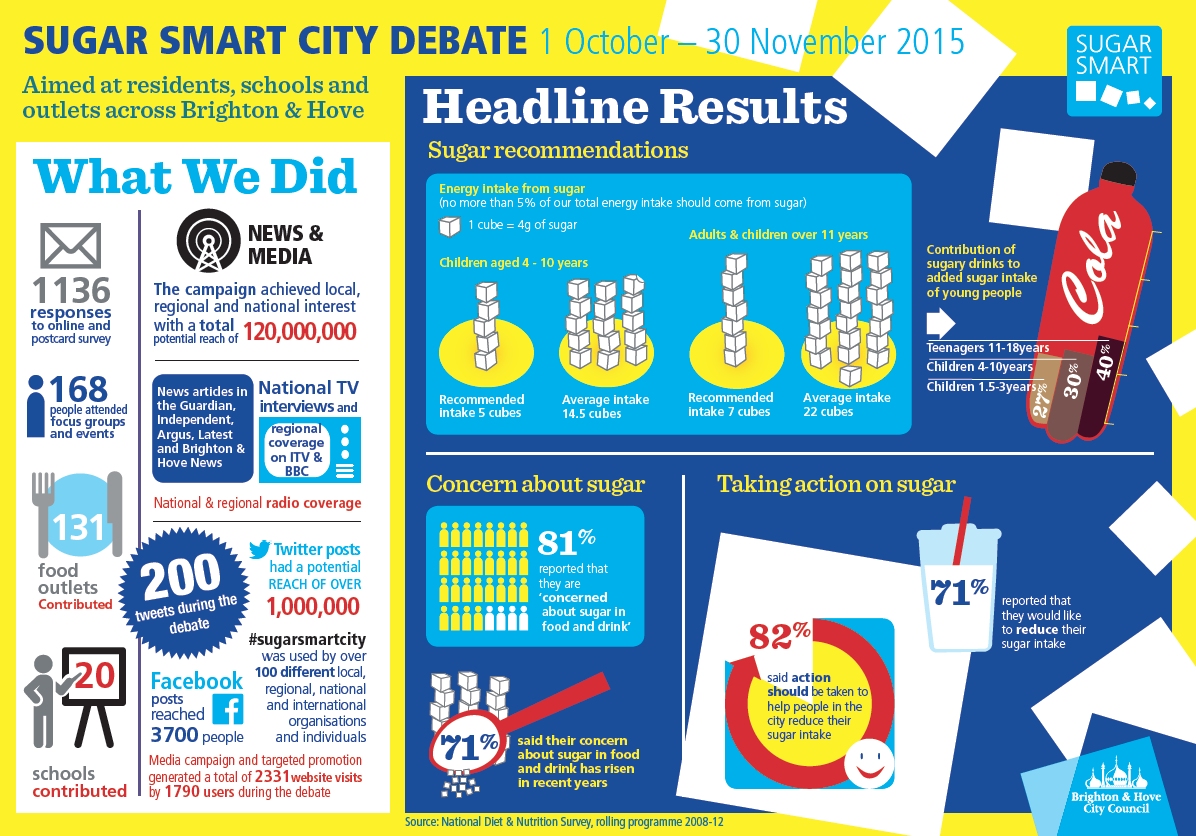 SUGAR SMART CITY DEBATE 1 October – 30 November 2015
Aimed at residents, schools and
outlets across Brighton & Hove
SUGAR
SMART
What We Did
1136
responses
to online and
postcard survey
168
people attended
focus groups
and events
131
food
outlets
Contributed
20
schools
contributed
NEWS &
MEDIA
The campaign achieved local,
regional and national interest
with a total
potential reach of 120,000,000
News articles in
the Guardian,
Independent,
Argus, Latest
and Brighton &
Hove News
National TV
interviews and
regional
coverage
on ITV &
BBC
National & regional radio coverage
200
tweets during the
debate
Twitter posts
had a potential
REACH OF OVER
1,000,000
#sugarsmartcity
was used by over
100 different local,
regional, national
and international
organisations
and individuals
Facebook
posts
reached
3700 people
f
Media campaign and targeted promotion
generated a total of 2331 website visits
by 1790 users during the debate
Headline Results
Sugar recommendations
Energy intake from sugar
(no more than 5% of our total energy intake should come from sugar)
1 cube = 4g of sugar
Children aged 4 - 10 years
Adults & children over 11 years
Recommended
intake 5 cubes
Average intake
14.5 cubes
Recommended
intake 7 cubes
Average intake
22 cubes
Contribution of
sugary drinks to
added sugar intake
of young people
Teenagers 11-18years
Children 4-10years
Children 1.5-3years
Cola
27%
30%
40%
Concern about sugar
81%
reported that
they are
‘concerned
about sugar in
food and drink’
71%
said their concern
about sugar in food
and drink has risen
in recent years
Taking action on sugar
82%
said action
should be taken to
help people in the
city reduce their
sugar intake
71%
reported that
they would like
to reduce their
sugar intake
Brighton & Hove
City Council
Source: National Diet & Nutrition Survey, rolling programme 2008-12